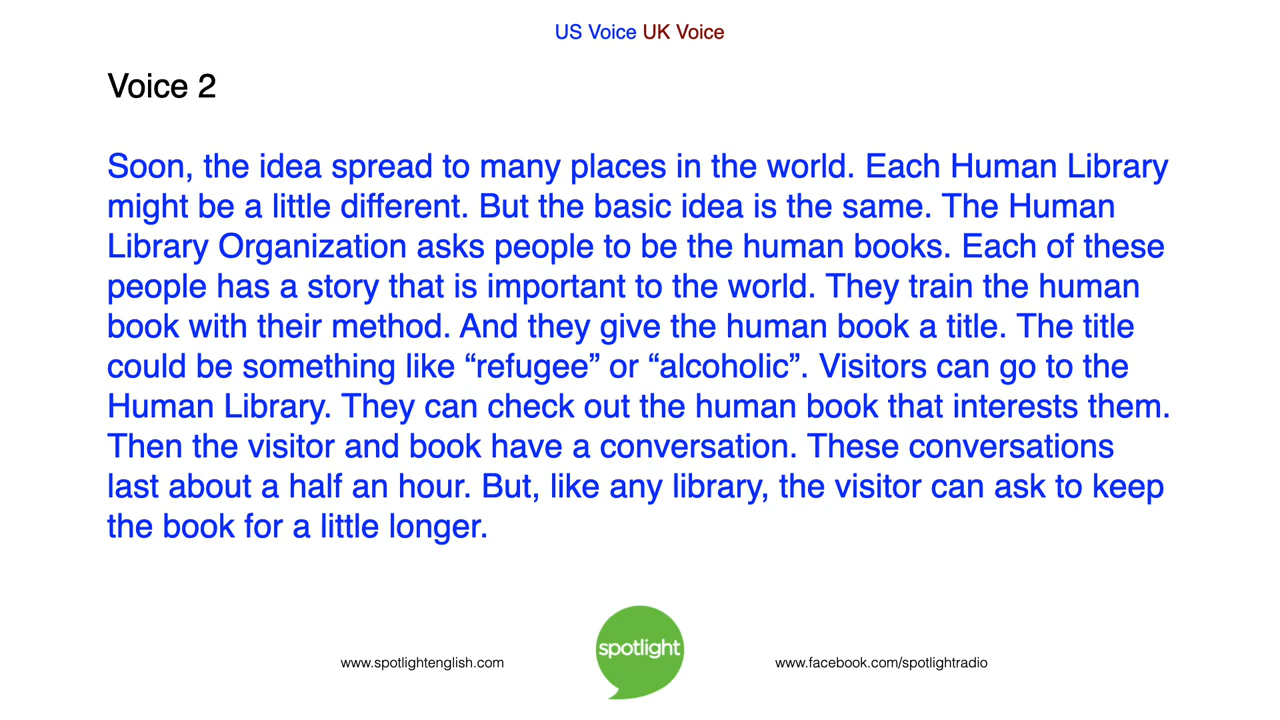 US Voice UK Voice
Voice 2
Soon, the idea spread to many places in the world. Each Human Library
might be a little different. But the basic idea is the same. The Human
Library Organization asks people to be the human books. Each of these
people has a story that is important to the world. They train the human
book with their method. And they give the human book a title. The title
could be something like “refugee” or “alcoholic”. Visitors can go to the
Human Library. They can check out the human book that interests them.
Then the visitor and book have a conversation. These conversations
last about a half an hour. But, like any library, the visitor can ask to keep
the book for a little longer.
www.spotlightenglish.com
spotlight
www.facebook.com/spotlightradio